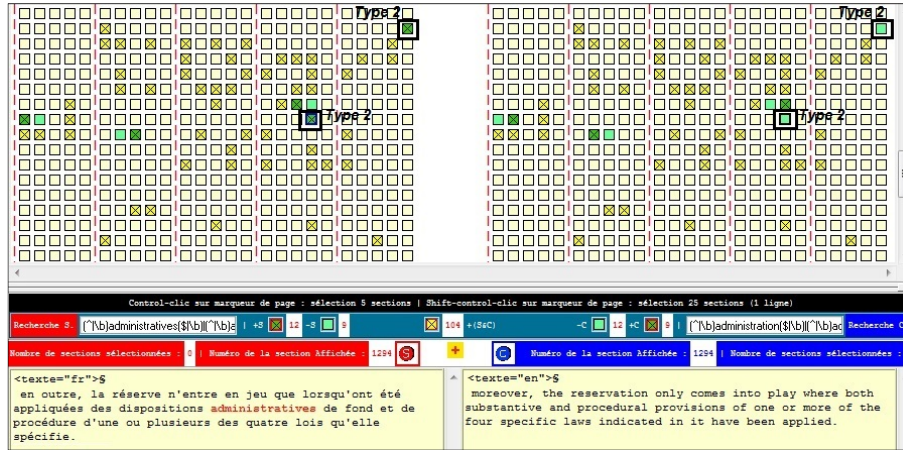 Type 2
Type 2
Type 2
Type 2
Control-clic sur marqueur de page : sélection 5 sections | Shift-control-clic sur marqueur de page : sélection 25 sections (1 ligne)
Recherche S. (^|\b)administratives($|\b)|(^|\b)a | +S 12 -S 9 104 +(S&C) -C 12 +C 9 | (^|\b)administration($|\b)|(^|\b)ac Recherche C
Nombre de sections sélectionnées : 0 | Numéro de la section Affichée : 1294 S + C Numéro de la section Affichée : 1294 | Nombre de sections sélectionnées :
<texte="fr">§
en outre, la réserve n'entre en jeu que lorsqu'ont été
appliquées des dispositions administratives de fond et de
procédure d'une ou plusieurs des quatre lois qu'elle
spécifie.
<texte="en">§
moreover, the reservation only comes into play where both
substantive and procedural provisions of one or more of the
four specific laws indicated in it have been applied.